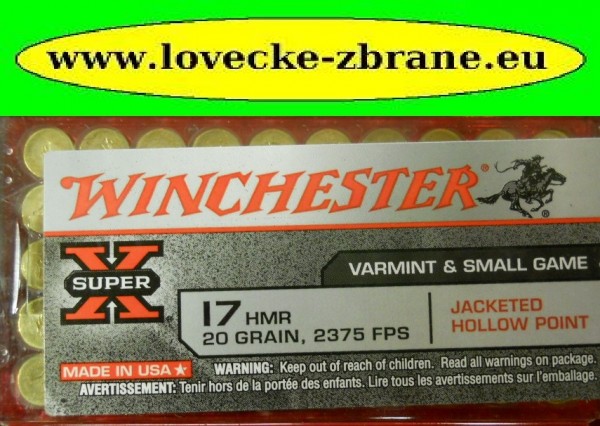 www.lovecke-zbrane.eu
WINCHESTER®
SUPER X
VARMINT & SMALL GAME
17 HMR
20 GRAIN, 2375 FPS
JACKETED
HOLLOW POINT
MADE IN USA★
WARNING: Keep out of reach of children. Read all warnings on package.
AVERTISSEMENT: Tenir hors de la portée des enfants. Lire tous les avertissements sur l'emballage.